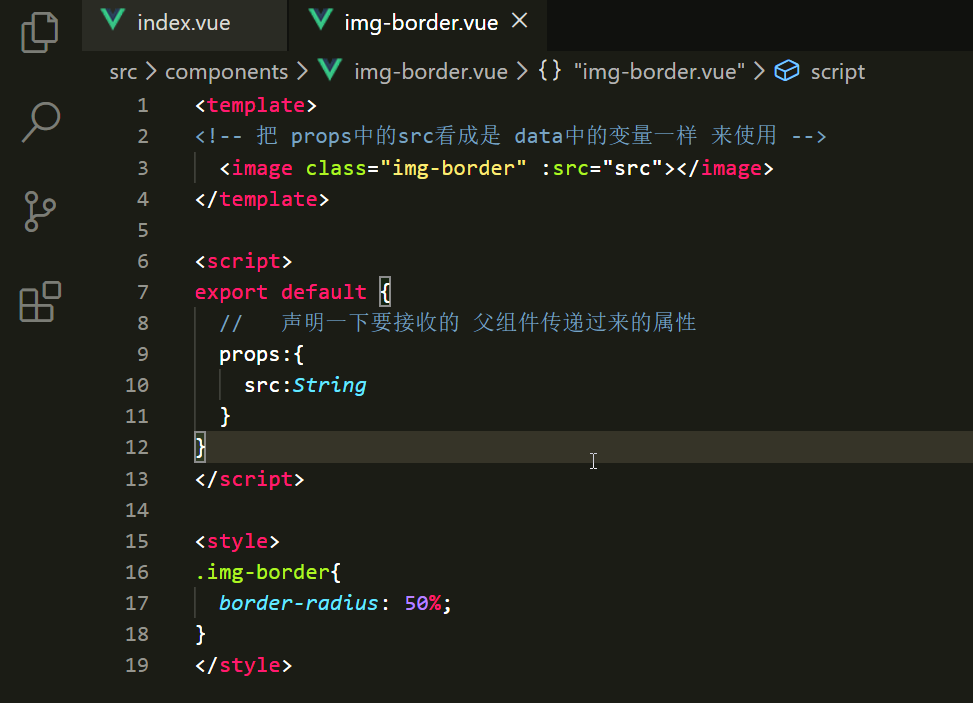 index.vue
img-border.vue
src > components > img-border.vue > {} "img-border.vue" > script
1 <template>
2 <!-- 把 props中的src看成是 data中的变量一样 来使用 -->
3 <image class="img-border" :src="src"></image>
4 </template>
5
6 <script>
7 export default {
8 //   声明一下要接收的 父组件传递过来的属性
9 props:{
10 src:String
11 }
12 }
13 </script>
14
15 <style>
16 .img-border{
17 border-radius: 50%;
18 }
19 </style>